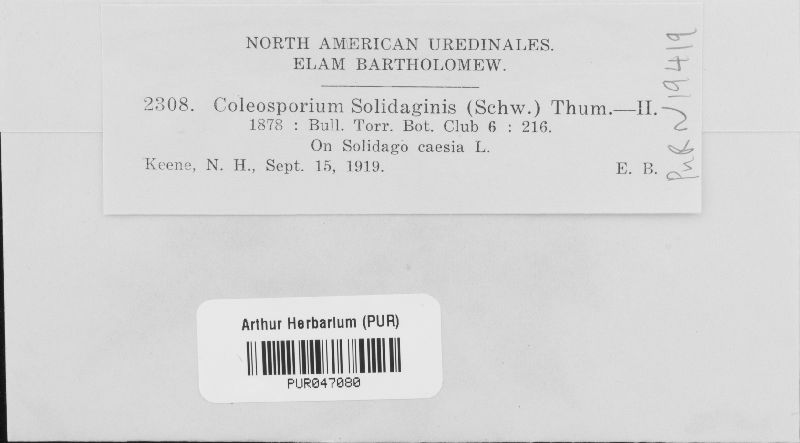 NORTH AMERICAN UREDINALES.
ELAM BARTHOLOMEW.
2308. Coleosporium Solidaginis (Schw.) Thum.—II.
1878 : Bull. Torr. Bot. Club 6 : 216.
On Solidago caesia L.
Keene, N. H., Sept. 15, 1919. E. B.
PUR N19419
Arthur Herbarium (PUR)
PUR047080